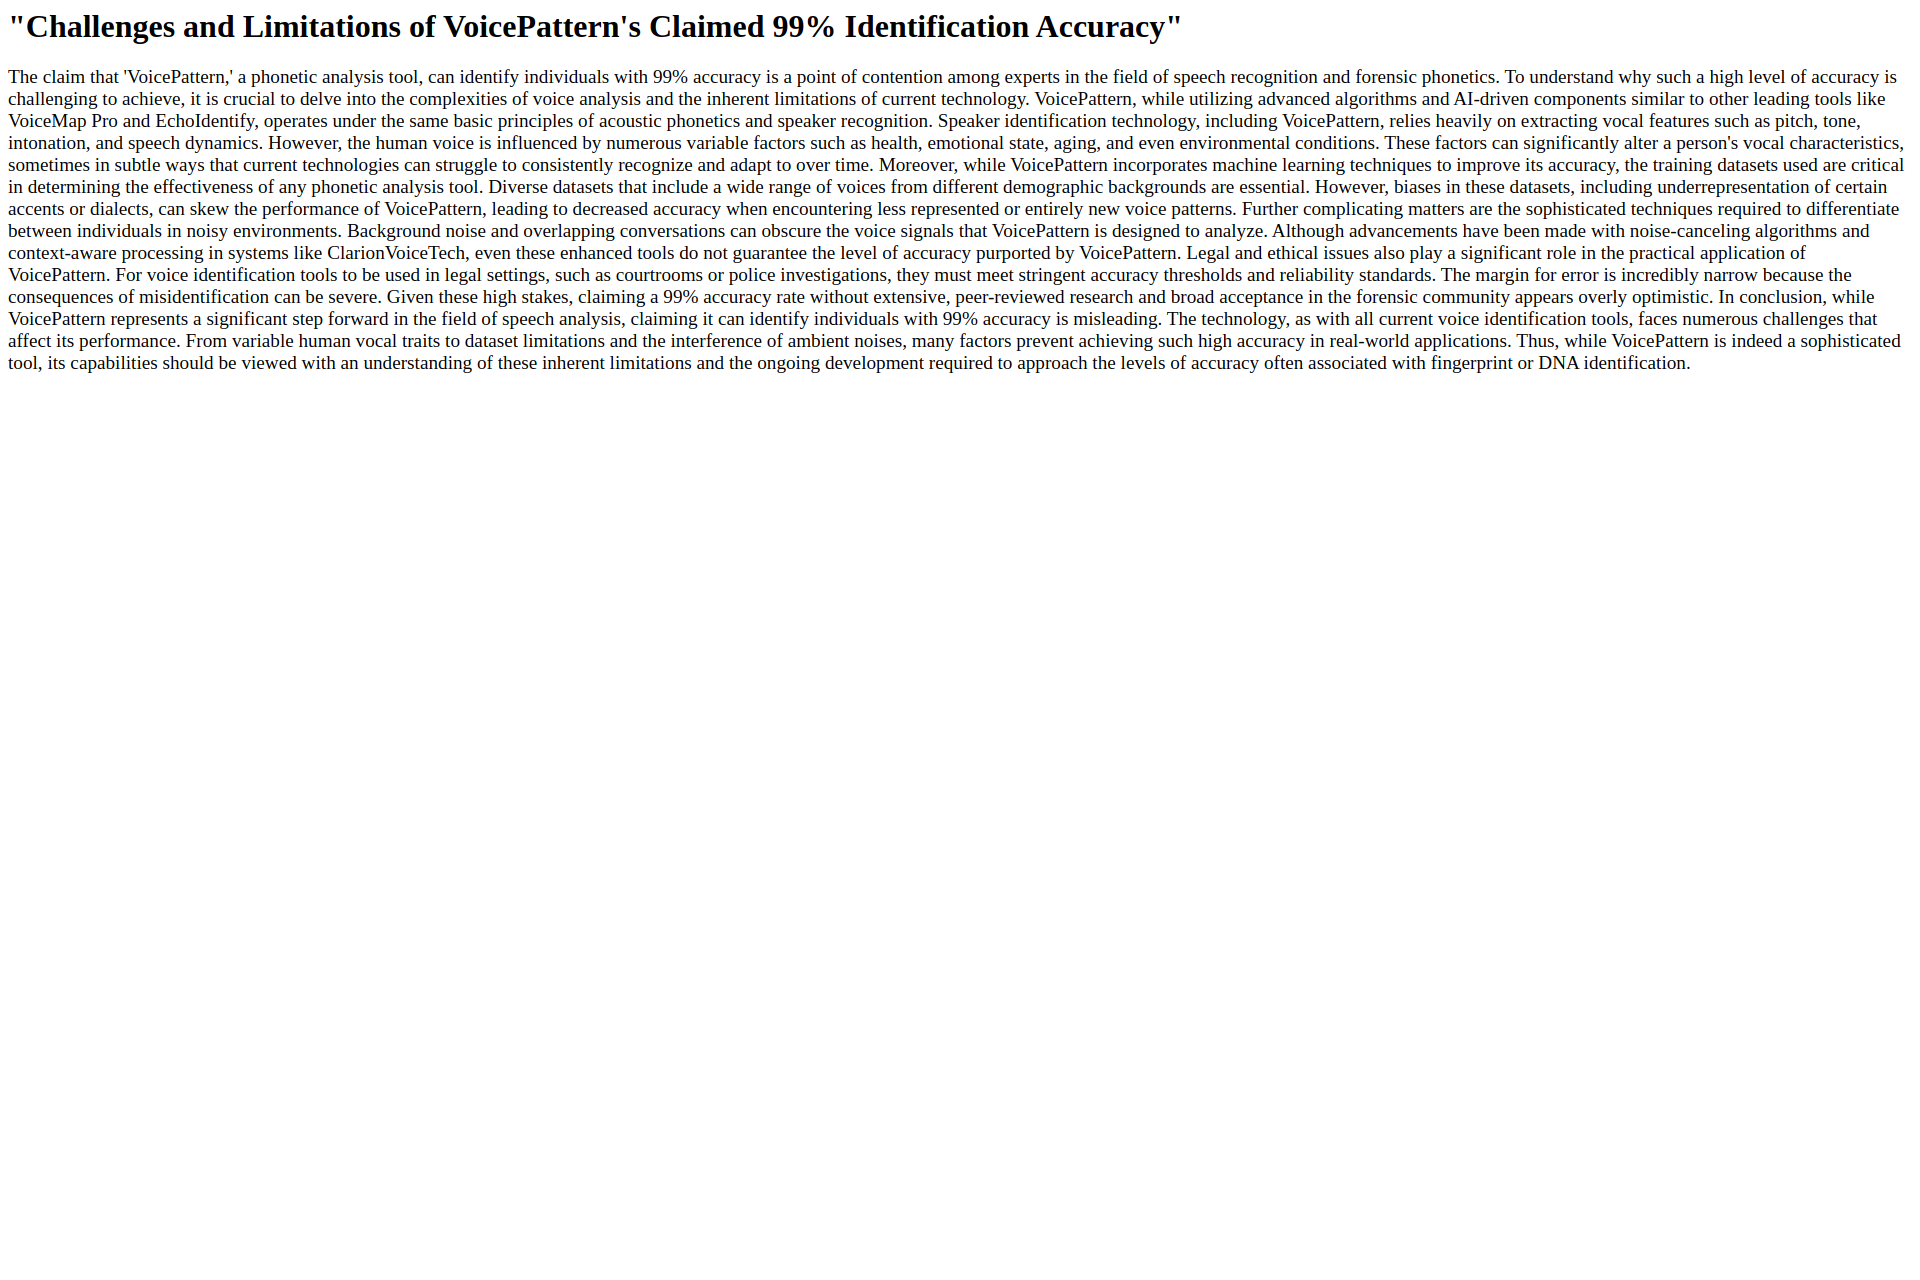 "Challenges and Limitations of VoicePattern's Claimed 99% Identification Accuracy"
The claim that 'VoicePattern,' a phonetic analysis tool, can identify individuals with 99% accuracy is a point of contention among experts in the field of speech recognition and forensic phonetics. To understand why such a high level of accuracy is
challenging to achieve, it is crucial to delve into the complexities of voice analysis and the inherent limitations of current technology. VoicePattern, while utilizing advanced algorithms and AI-driven components similar to other leading tools like
VoiceMap Pro and EchoIdentify, operates under the same basic principles of acoustic phonetics and speaker recognition. Speaker identification technology, including VoicePattern, relies heavily on extracting vocal features such as pitch, tone,
intonation, and speech dynamics. However, the human voice is influenced by numerous variable factors such as health, emotional state, aging, and even environmental conditions. These factors can significantly alter a person's vocal characteristics,
sometimes in subtle ways that current technologies can struggle to consistently recognize and adapt to over time. Moreover, while VoicePattern incorporates machine learning techniques to improve its accuracy, the training datasets used are critical
in determining the effectiveness of any phonetic analysis tool. Diverse datasets that include a wide range of voices from different demographic backgrounds are essential. However, biases in these datasets, including underrepresentation of certain
accents or dialects, can skew the performance of VoicePattern, leading to decreased accuracy when encountering less represented or entirely new voice patterns. Further complicating matters are the sophisticated techniques required to differentiate
between individuals in noisy environments. Background noise and overlapping conversations can obscure the voice signals that VoicePattern is designed to analyze. Although advancements have been made with noise-canceling algorithms and
context-aware processing in systems like ClarionVoiceTech, even these enhanced tools do not guarantee the level of accuracy purported by VoicePattern. Legal and ethical issues also play a significant role in the practical application of
VoicePattern. For voice identification tools to be used in legal settings, such as courtrooms or police investigations, they must meet stringent accuracy thresholds and reliability standards. The margin for error is incredibly narrow because the
consequences of misidentification can be severe. Given these high stakes, claiming a 99% accuracy rate without extensive, peer-reviewed research and broad acceptance in the forensic community appears overly optimistic. In conclusion, while
VoicePattern represents a significant step forward in the field of speech analysis, claiming it can identify individuals with 99% accuracy is misleading. The technology, as with all current voice identification tools, faces numerous challenges that
affect its performance. From variable human vocal traits to dataset limitations and the interference of ambient noises, many factors prevent achieving such high accuracy in real-world applications. Thus, while VoicePattern is indeed a sophisticated
tool, its capabilities should be viewed with an understanding of these inherent limitations and the ongoing development required to approach the levels of accuracy often associated with fingerprint or DNA identification.